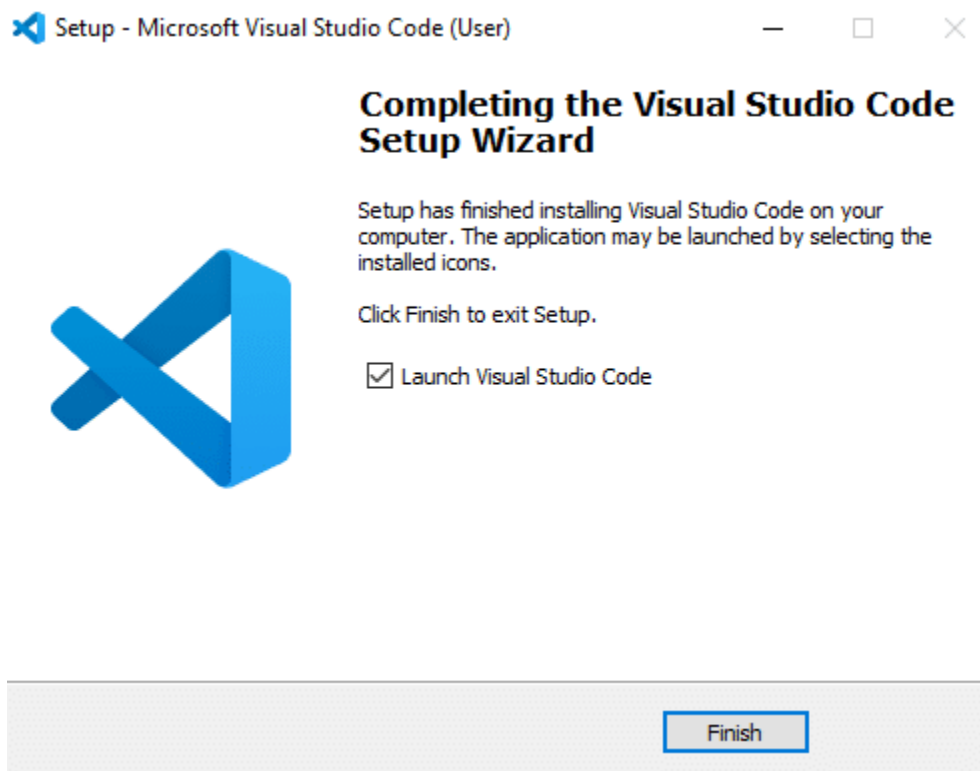 Setup - Microsoft Visual Studio Code (User)
Completing the Visual Studio Code
Setup Wizard
Setup has finished installing Visual Studio Code on your
computer. The application may be launched by selecting the
installed icons.
Click Finish to exit Setup.
Launch Visual Studio Code
Finish